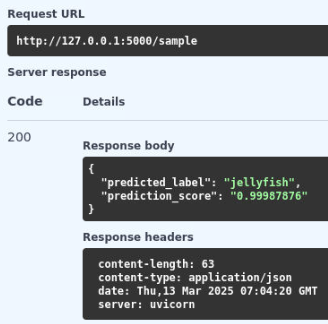 Request URL
http://127.0.0.1:5000/sample
Server response
Code Details
200
Response body
{
"predicted_label": "jellyfish",
"prediction_score": "0.99987876"
}
Response headers
content-length: 63
content-type: application/json
date: Thu,13 Mar 2025 07:04:20 GMT
server: uvicorn